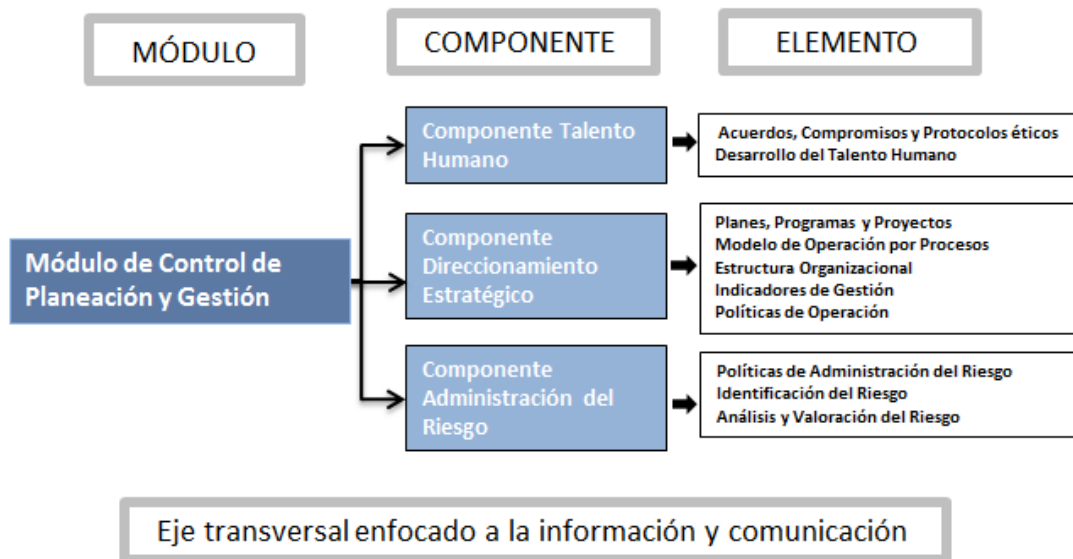 MÓDULO
COMPONENTE
ELEMENTO
Módulo de Control de
Planeación y Gestión
Componente Talento
Humano
Acuerdos, Compromisos y Protocolos éticos
Desarrollo del Talento Humano
Componente
Direccionamiento
Estratégico
Planes, Programas y Proyectos
Modelo de Operación por Procesos
Estructura Organizacional
Indicadores de Gestión
Políticas de Operación
Componente
Administración del
Riesgo
Políticas de Administración del Riesgo
Identificación del Riesgo
Análisis y Valoración del Riesgo
Eje transversal enfocado a la información y comunicación